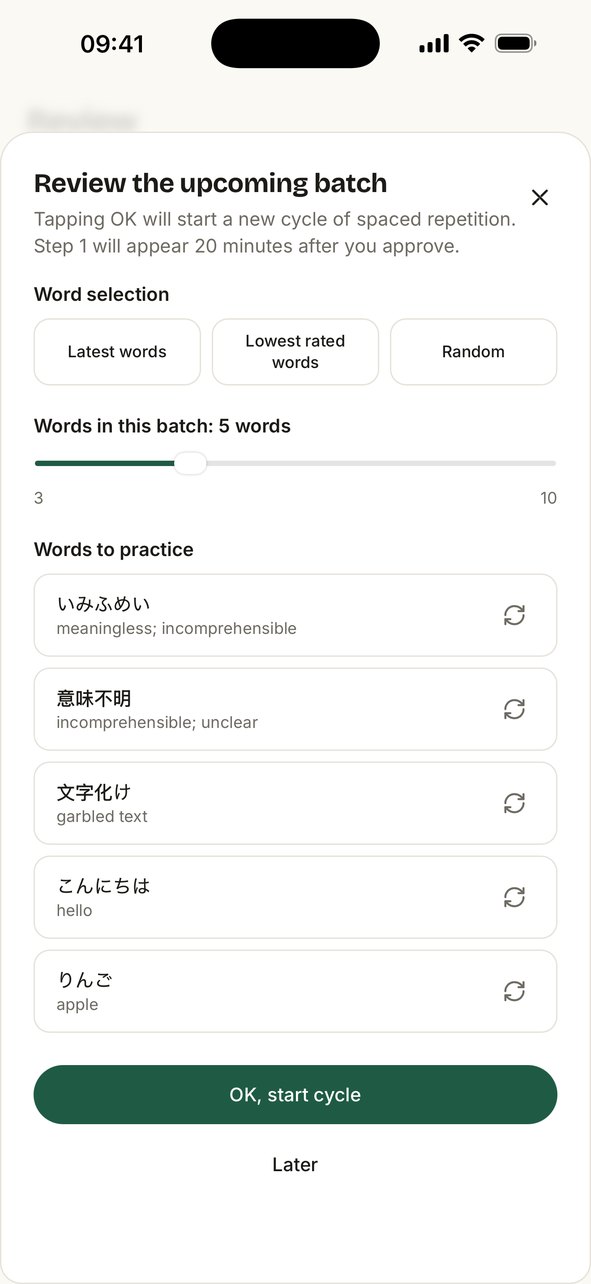 09:41
Review
Review the upcoming batch
Tapping OK will start a new cycle of spaced repetition.
Step 1 will appear 20 minutes after you approve.
Word selection
Latest words
Lowest rated
words
Random
Words in this batch: 5 words
3
10
Words to practice
いみふめい
meaningless; incomprehensible
意味不明
incomprehensible; unclear
文字化け
garbled text
こんにちは
hello
りんご
apple
OK, start cycle
Later